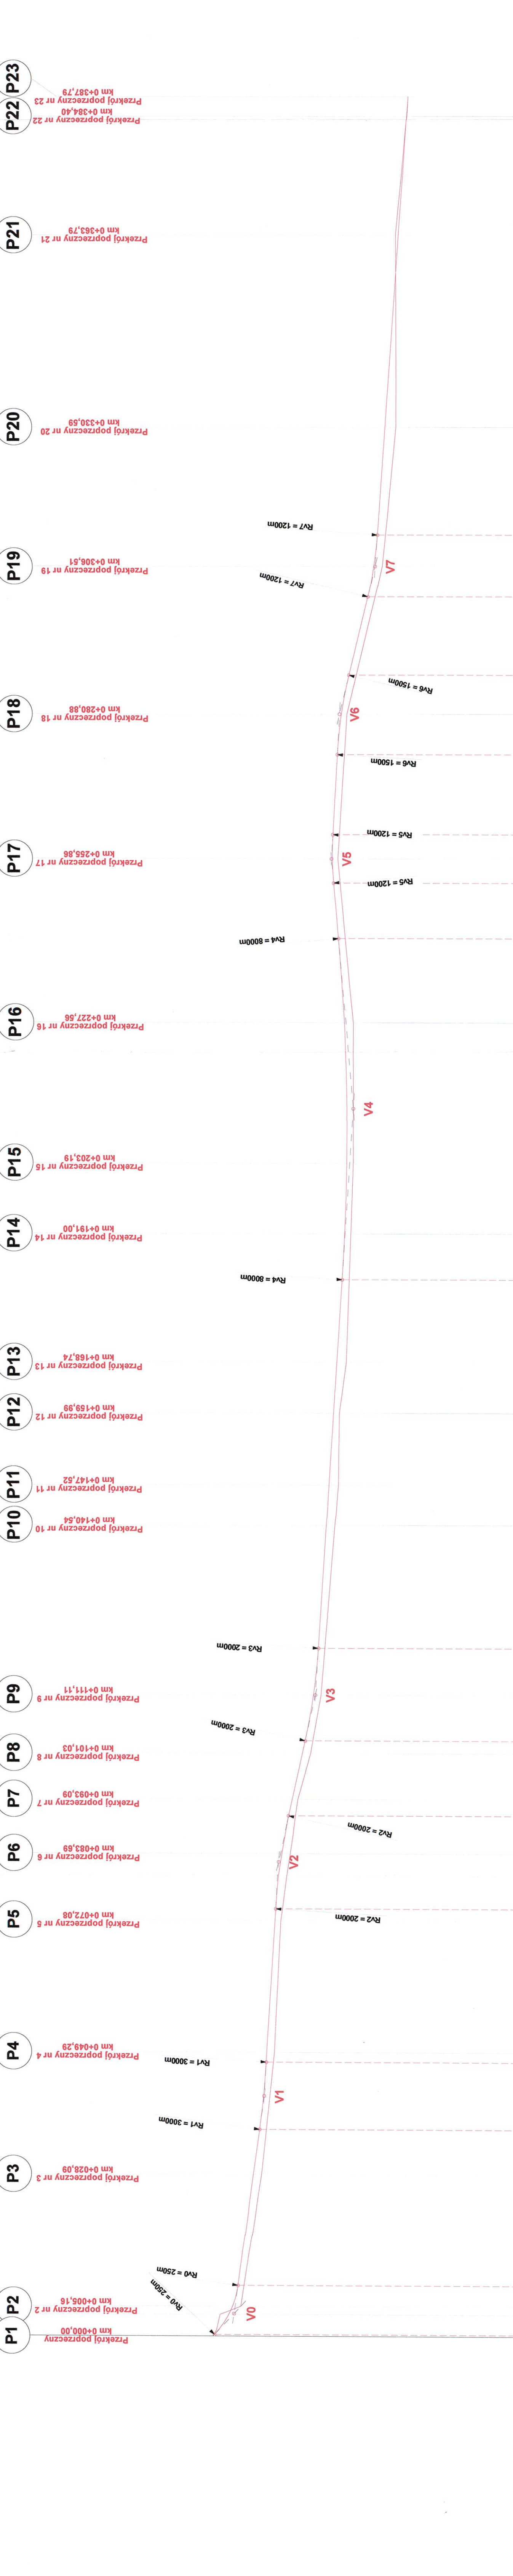 P23
Przekrój poprzeczny nr 23
km 0+387,79
P22
Przekrój poprzeczny nr 22
km 0+384,40
P21
Przekrój poprzeczny nr 21
km 0+363,79
P20
Przekrój poprzeczny nr 20
km 0+330,59
Rv7 = 1200m
P19
Przekrój poprzeczny nr 19
km 0+306,51
V7
Rv7 = 1200m
Rv6 = 1500m
P18
Przekrój poprzeczny nr 18
km 0+280,88
V6
Rv6 = 1500m
Rv5 = 1200m
P17
Przekrój poprzeczny nr 17
km 0+255,86
V5
Rv5 = 1200m
Rv4 = 8000m
P16
Przekrój poprzeczny nr 16
km 0+227,56
V4
P15
Przekrój poprzeczny nr 15
km 0+203,19
P14
Przekrój poprzeczny nr 14
km 0+191,00
Rv4 = 8000m
P13
Przekrój poprzeczny nr 13
km 0+168,74
P12
Przekrój poprzeczny nr 12
km 0+159,99
P11
Przekrój poprzeczny nr 11
km 0+147,52
P10
Przekrój poprzeczny nr 10
km 0+140,54
Rv3 = 2000m
P9
Przekrój poprzeczny nr 9
km 0+111,11
V3
Rv3 = 2000m
P8
Przekrój poprzeczny nr 8
km 0+101,03
P7
Przekrój poprzeczny nr 7
km 0+093,09
Rv2 = 2000m
P6
Przekrój poprzeczny nr 6
km 0+083,69
V2
P5
Przekrój poprzeczny nr 5
km 0+072,08
Rv2 = 2000m
P4
Przekrój poprzeczny nr 4
km 0+049,29
Rv1 = 3000m
V1
Rv1 = 3000m
P3
Przekrój poprzeczny nr 3
km 0+028,09
Rv0 = 250m
Rv0 = 250m
P2
Przekrój poprzeczny nr 2
km 0+005,16
V0
P1
Przekrój poprzeczny
km 0+000,00